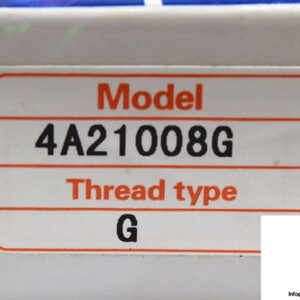 Model
4A21008G
Thread type
G